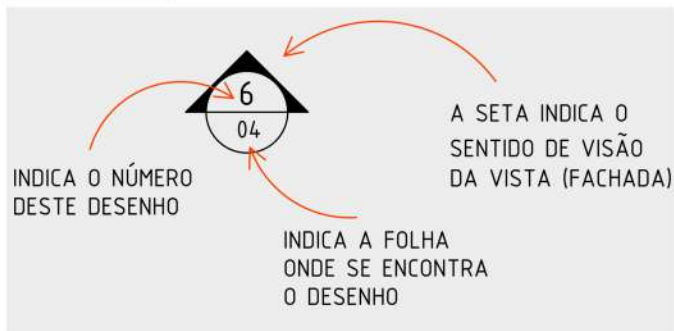 6
04
A SETA INDICA O
SENTIDO DE VISÃO
DA VISTA (FACHADA)
INDICA O NÚMERO
DESTE DESENHO
INDICA A FOLHA
ONDE SE ENCONTRA
O DESENHO